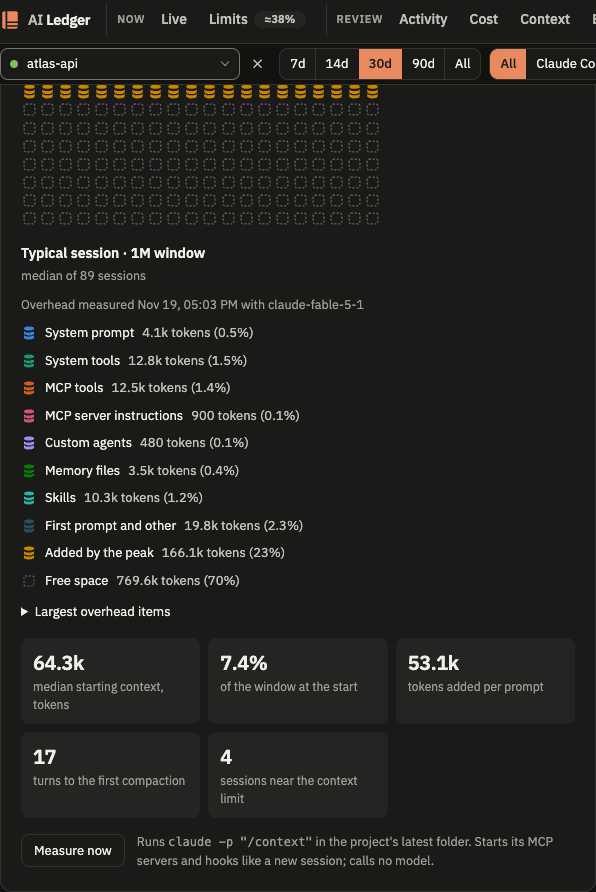 AI Ledger NOW Live Limits ≈38% REVIEW Activity Cost Context
atlas-api × 7d 14d 30d 90d All All Claude Co
Typical session · 1M window
median of 89 sessions
Overhead measured Nov 19, 05:03 PM with claude-fable-5-1
System prompt 4.1k tokens (0.5%)
System tools 12.8k tokens (1.5%)
MCP tools 12.5k tokens (1.4%)
MCP server instructions 900 tokens (0.1%)
Custom agents 480 tokens (0.1%)
Memory files 3.5k tokens (0.4%)
Skills 10.3k tokens (1.2%)
First prompt and other 19.8k tokens (2.3%)
Added by the peak 166.1k tokens (23%)
Free space 769.6k tokens (70%)
Largest overhead items
64.3k
median starting context,
tokens
7.4%
of the window at the start
53.1k
tokens added per prompt
17
turns to the first compaction
4
sessions near the context
limit
Measure now
Runs claude -p "/context" in the project's latest folder. Starts its MCP
servers and hooks like a new session; calls no model.